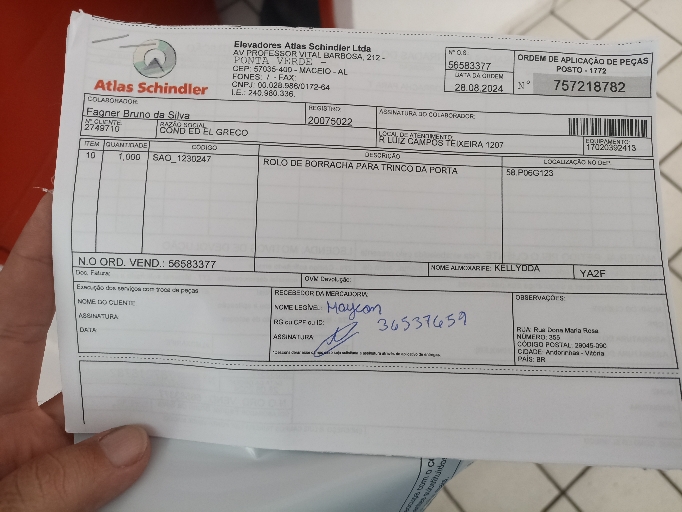 Elevadores Atlas Schindler Ltda
AV PROFESSOR VITAL BARBOSA, 212 -
PONTA VERDE -
CEP: 57035-400 - MACEIO - AL
FONES: / - FAX:
CNPJ: 00.028.986/0172-64
I.E.: 240.980.336.
Atlas Schindler
Nº O.S.
56583377
DATA DA ORDEM
28.08.2024
ORDEM DE APLICAÇÃO DE PEÇAS
POSTO - 1772
Nº 757218782
COLABORADOR:
Fagner Bruno da Silva
REGISTRO
20075022
ASSINATURA DO COLABORADOR:
Nº CLIENTE:
2749710
RAZÃO SOCIAL
COND ED EL GRECO
LOCAL DE ATENDIMENTO:
R LUIZ CAMPOS TEIXEIRA 1207
EQUIPAMENTO:
17020392413
ITEM QUANTIDADE CÓDIGO DESCRIÇÃO LOCALIZAÇÃO NO DEP.
10 1,000 SAO_1230247 ROLO DE BORRACHA PARA TRINCO DA PORTA 58.P06G123
N.O ORD. VEND.: 56583377
NOME ALMOXARIFE: KELLYDDA YA2F
Doc. Fatura:
OVM Devolução:
Execução dos serviços com troca de peças
NOME DO CLIENTE
ASSINATURA
DATA
RECEBEDOR DA MERCADORIA:
NOME LEGÍVEL: Maycon
RG ou CPF ou ID: 36537659
ASSINATURA
OBSERVAÇÕES:
RUA: Rua Dona Maria Rosa
NÚMERO: 355
CÓDIGO POSTAL: 29045-090
CIDADE: Andorinhas - Vitória
PAÍS: BR